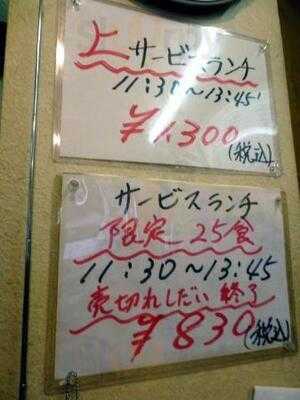 上サービスランチ
11:30~13:45
¥1,300
(税込)
サービスランチ
限定 25食
11:30~13:45
売切れしだい終了
¥830(税込)